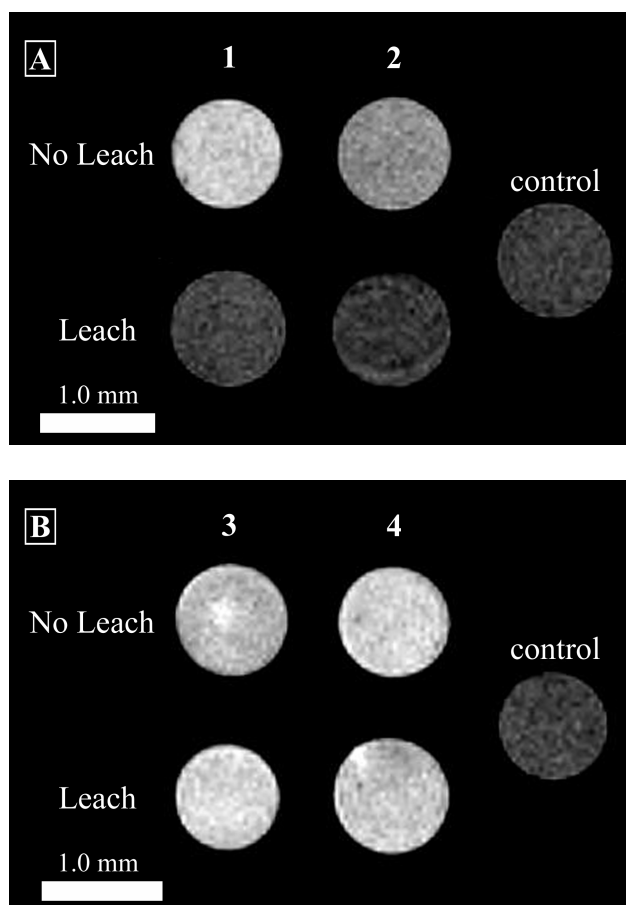 A
1 2
No Leach
control
Leach
1.0 mm
B
3 4
No Leach
control
Leach
1.0 mm